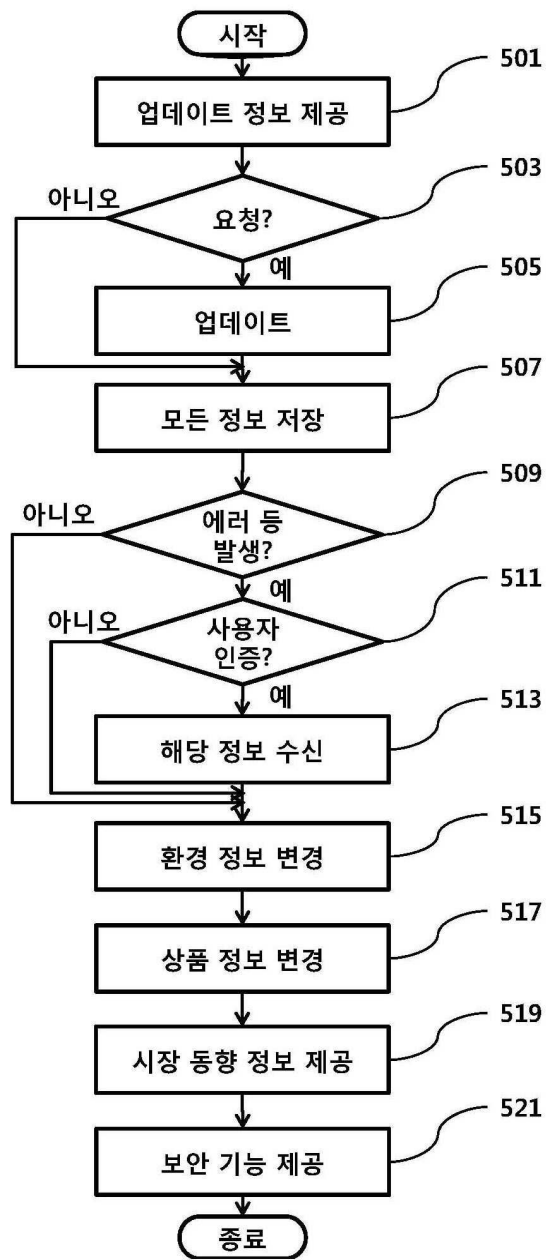 시작
501
업데이트 정보 제공
503
아니오
요청?
예
505
업데이트
507
모든 정보 저장
509
아니오
에러 등
발생?
예
511
아니오
사용자
인증?
예
513
해당 정보 수신
515
환경 정보 변경
517
상품 정보 변경
519
시장 동향 정보 제공
521
보안 기능 제공
종료